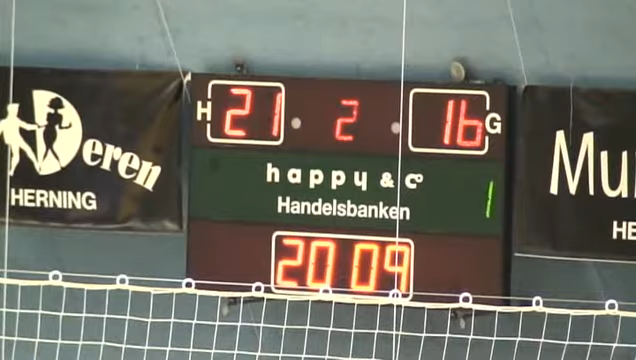 H 21 2 16 G
happy & co
Handelsbanken
1
20 09
eren
HERNING
Mu
HE